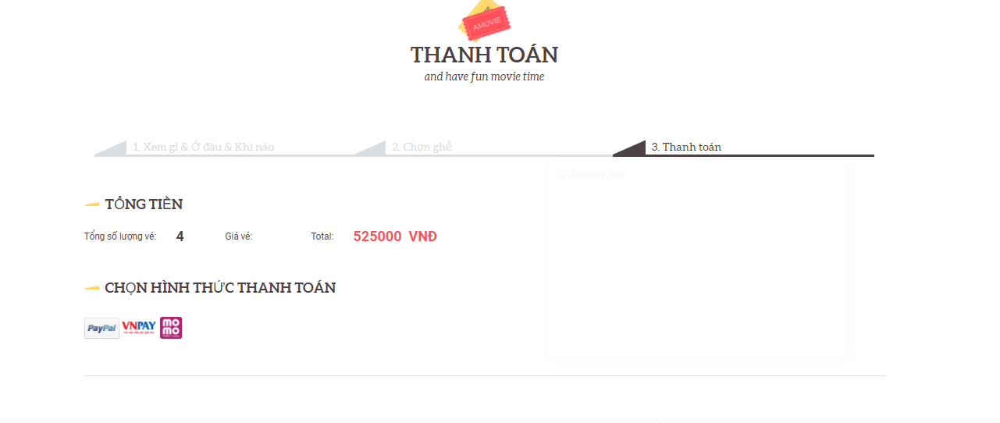 AMOVIE
THANH TOÁN
and have fun movie time
1. Xem gì & Ở đâu & Khi nào
2. Chọn ghế
3. Thanh toán
Snipping Tool
TỔNG TIỀN
Tổng số lượng vé: 4 Giá vé: Total: 525000 VNĐ
CHỌN HÌNH THỨC THANH TOÁN
PayPal VNPAY mo mo